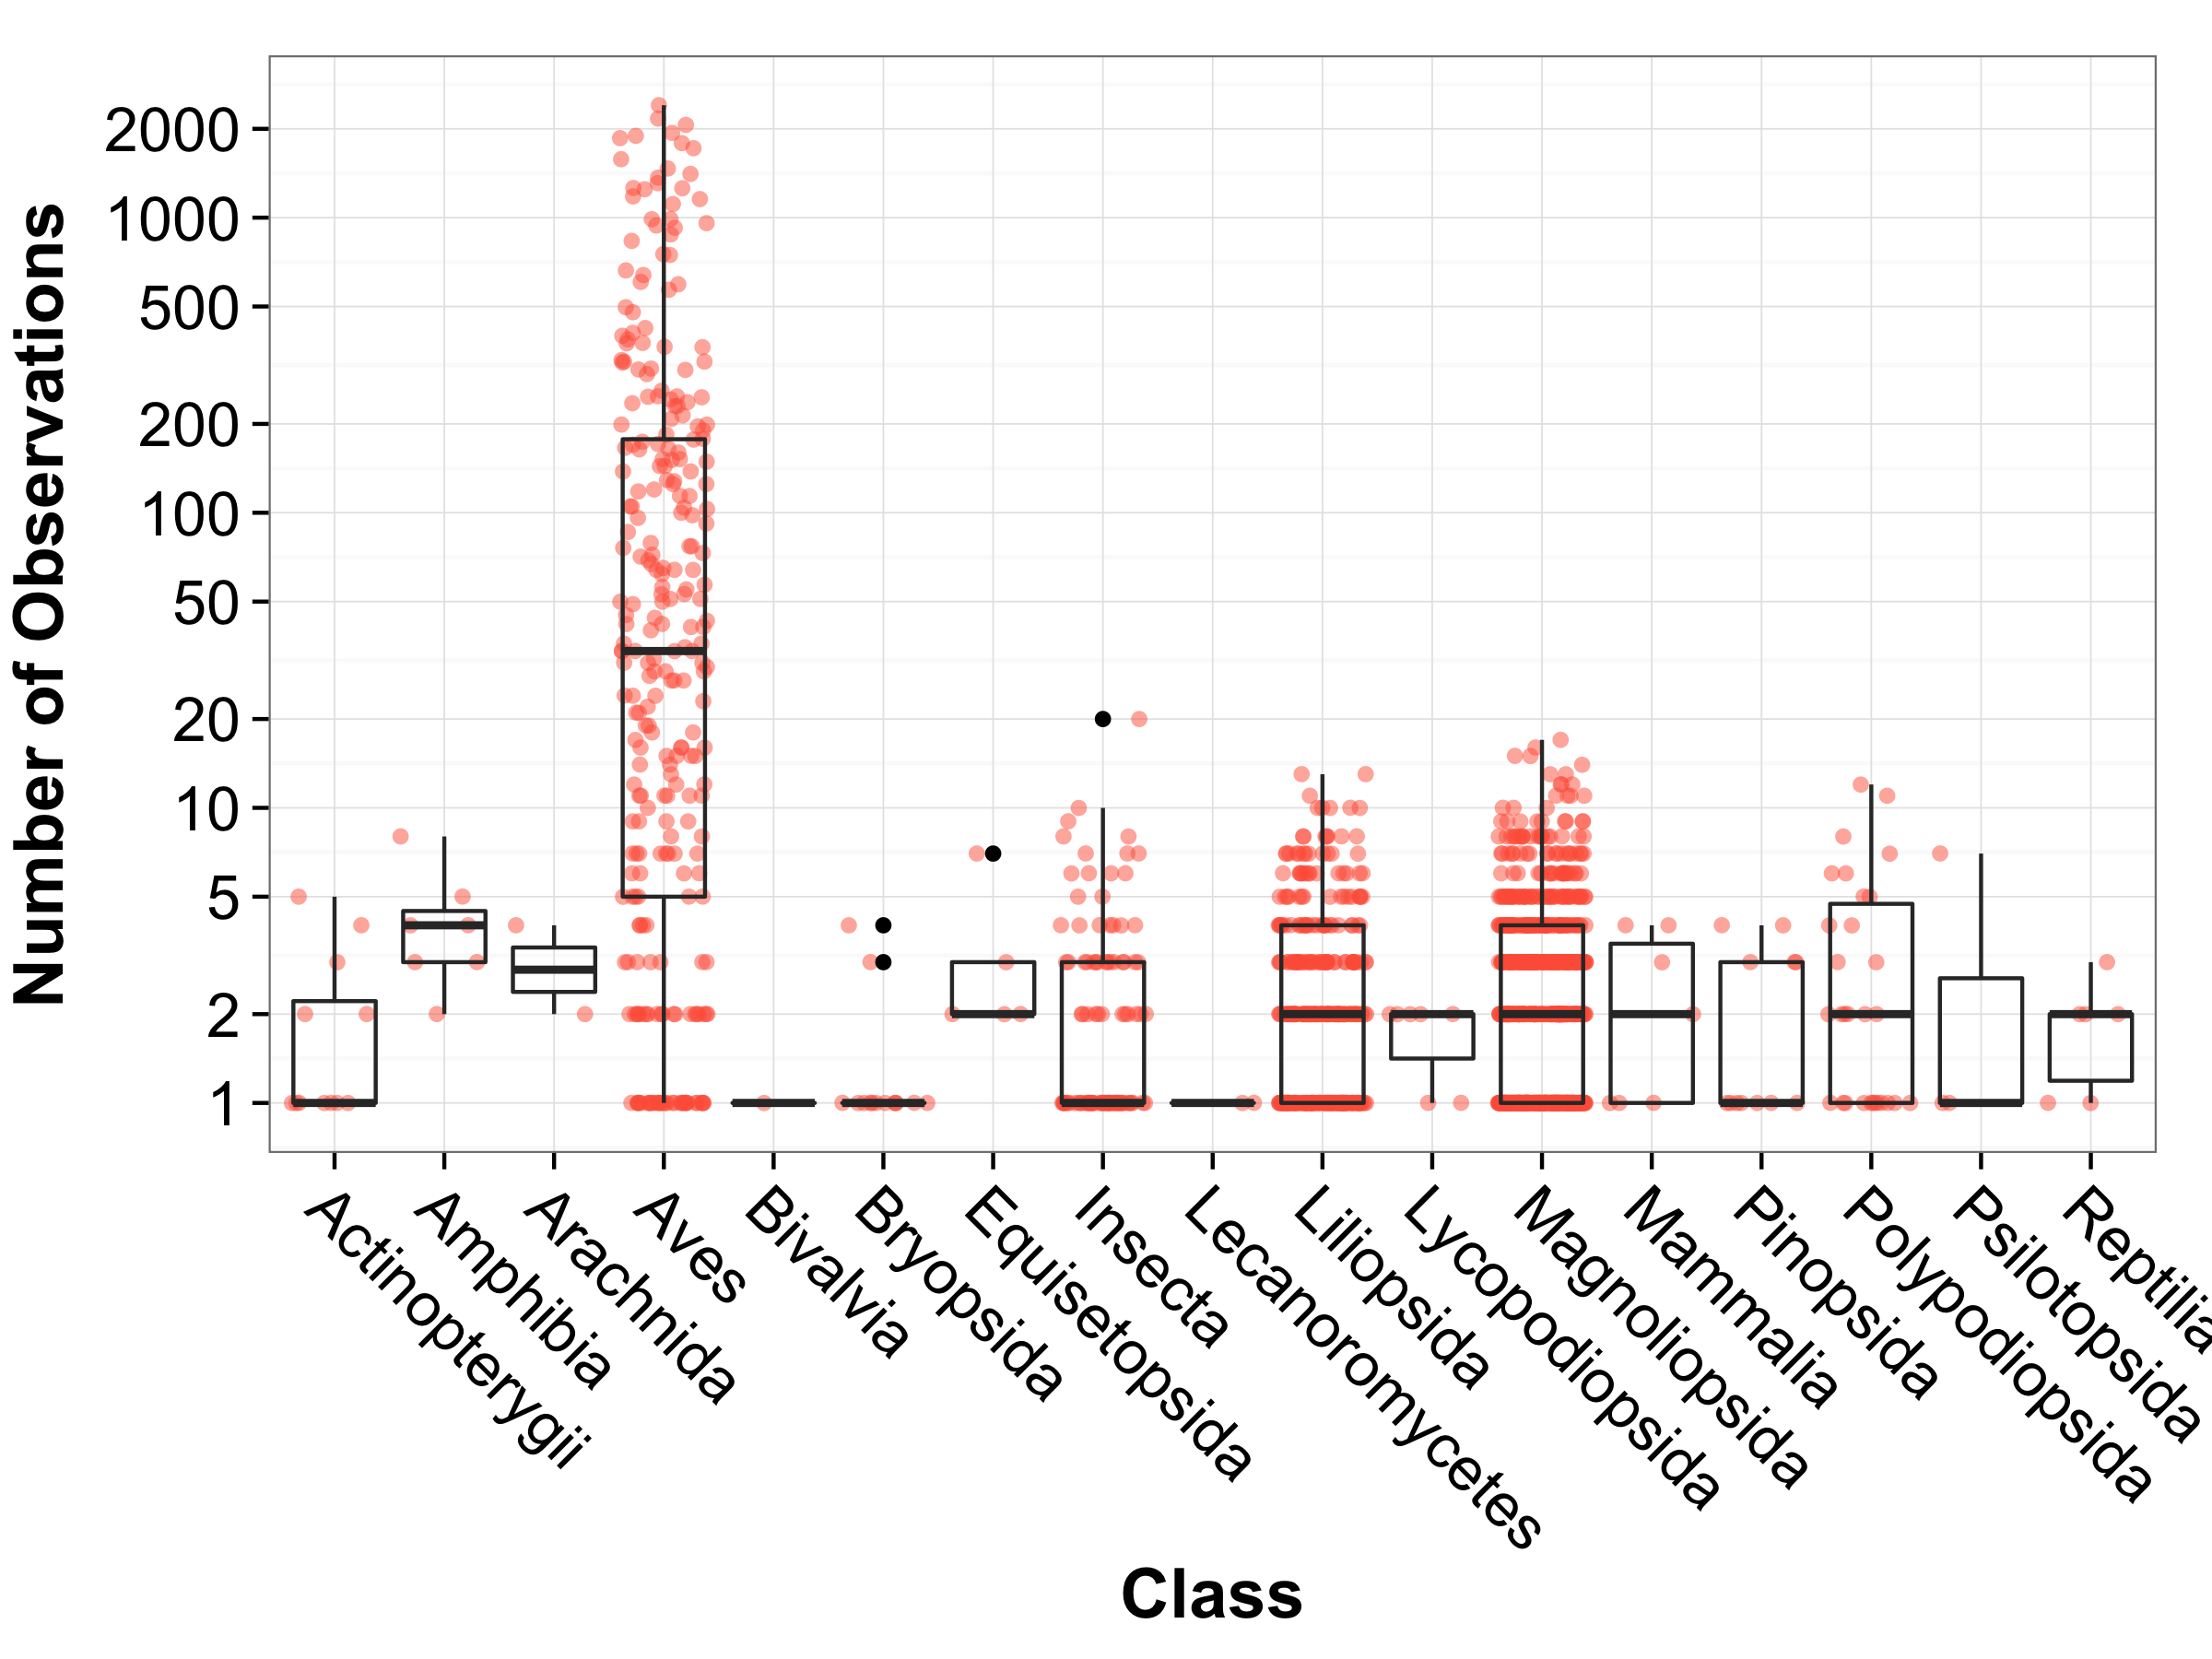 Number of Observations
2000
1000
500
200
100
50
20
10
5
2
1
Actinopterygii
Amphibia
Arachnida
Aves
Bivalvia
Bryopsida
Equisetopsida
Insecta
Lecanoromycetes
Liliopsida
Lycopodiopsida
Magnoliopsida
Mammalia
Pinopsida
Polypodiopsida
Psilotopsida
Reptilia
Class